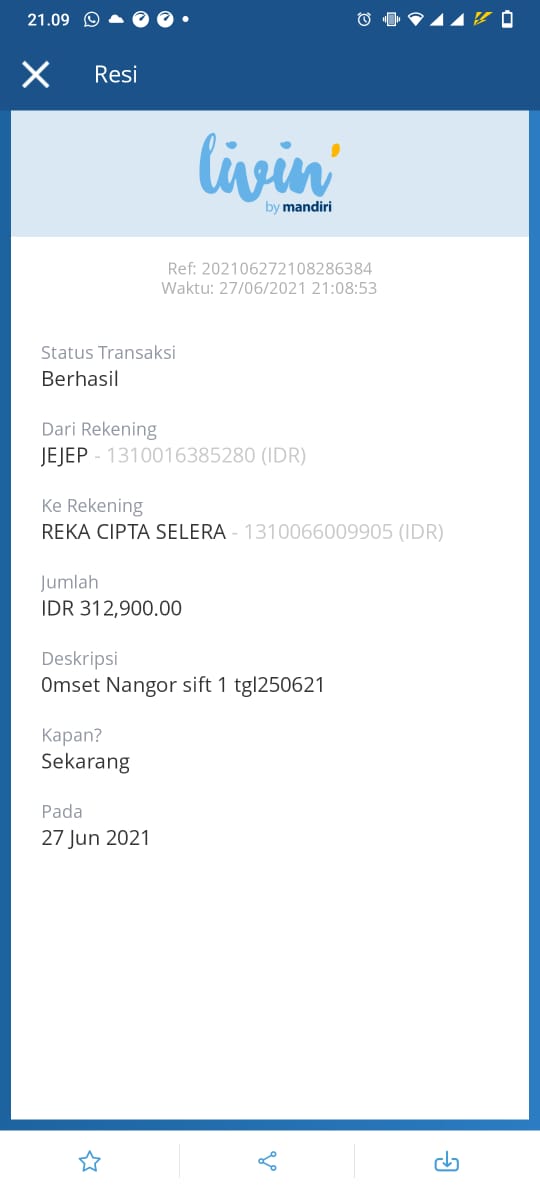 21.09
Resi
livin'
by mandiri
Ref: 202106272108286384
Waktu: 27/06/2021 21:08:53
Status Transaksi
Berhasil
Dari Rekening
JEJEP - 1310016385280 (IDR)
Ke Rekening
REKA CIPTA SELERA - 1310066009905 (IDR)
Jumlah
IDR 312,900.00
Deskripsi
0mset Nangor sift 1 tgl250621
Kapan?
Sekarang
Pada
27 Jun 2021